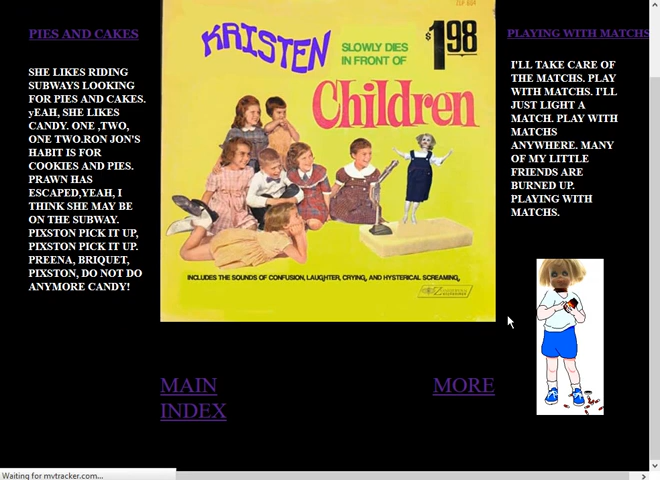 PIES AND CAKES
SHE LIKES RIDING
SUBWAYS LOOKING
FOR PIES AND CAKES.
yEAH, SHE LIKES
CANDY. ONE ,TWO,
ONE TWO.RON JON'S
HABIT IS FOR
COOKIES AND PIES.
PRAWN HAS
ESCAPED,YEAH, I
THINK SHE MAY BE
ON THE SUBWAY.
PIXSTON PICK IT UP,
PIXSTON PICK IT UP.
PREENA, BRIQUET,
PIXSTON, DO NOT DO
ANYMORE CANDY!
KRISTEN
SLOWLY DIES
IN FRONT OF
$1.98
Children
INCLUDES THE SOUNDS OF CONFUSION, LAUGHTER, CRYING, AND HYSTERICAL SCREAMING,
PLAYING WITH MATCHS
I'LL TAKE CARE OF
THE MATCHS. PLAY
WITH MATCHS. I'LL
JUST LIGHT A
MATCH. PLAY WITH
MATCHS
ANYWHERE. MANY
OF MY LITTLE
FRIENDS ARE
BURNED UP.
PLAYING WITH
MATCHS.
MAIN
INDEX
MORE
Waiting for mvtracker.com...